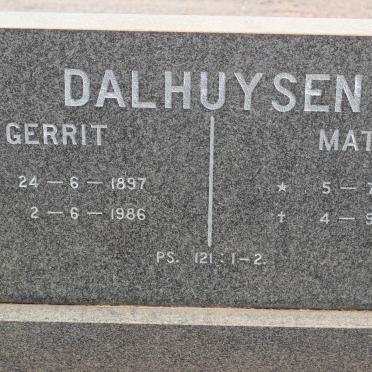 DALHUYSEN
GERRIT MAT
24 – 6 – 1897 ★ 5 – 7
2 – 6 – 1986 † 4 – 9
PS. 121 : 1 – 2.